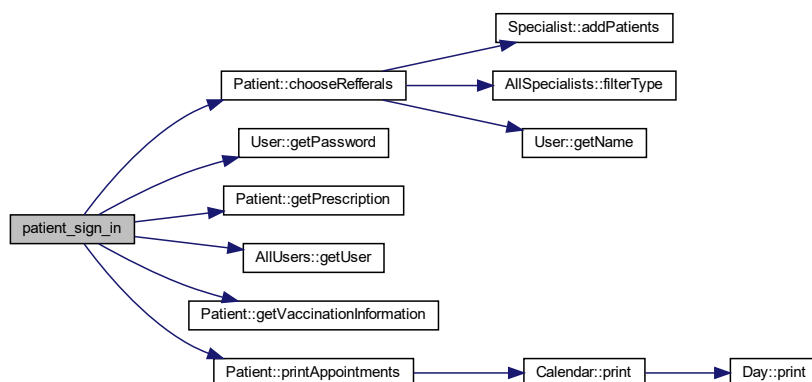 Specialist::addPatients
Patient::chooseRefferals
AllSpecialists::filterType
User::getPassword
User::getName
Patient::getPrescription
patient_sign_in
AllUsers::getUser
Patient::getVaccinationInformation
Patient::printAppointments
Calendar::print
Day::print